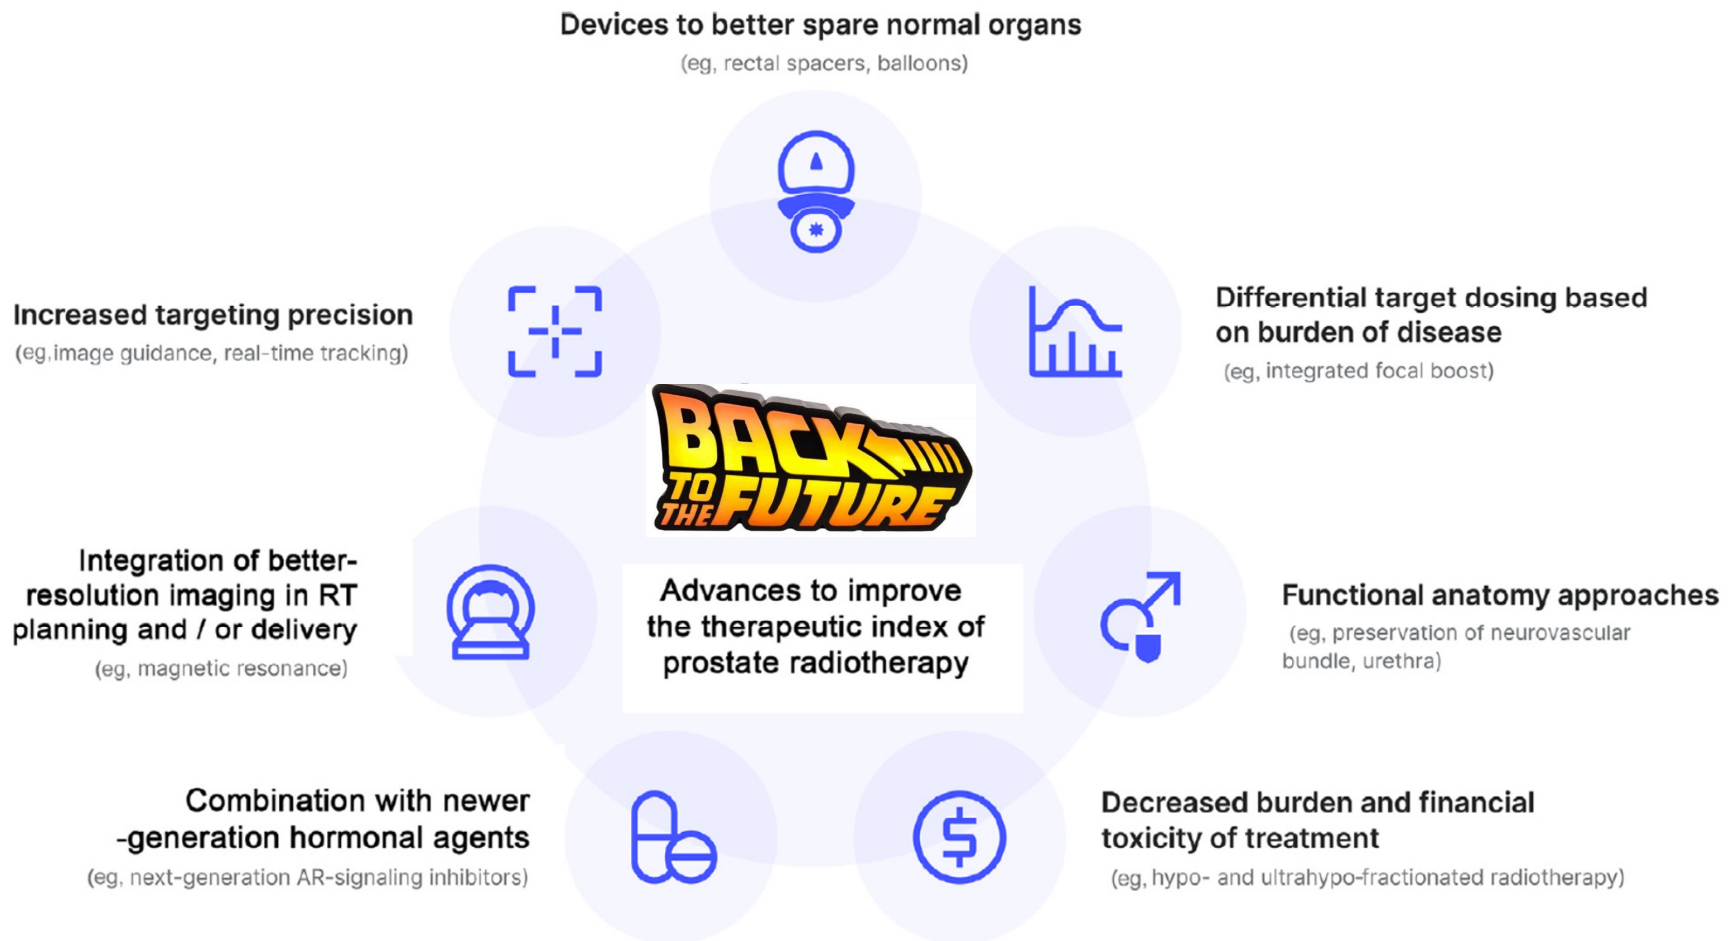 Devices to better spare normal organs
(eg, rectal spacers, balloons)
Increased targeting precision
(eg,image guidance, real-time tracking)
Differential target dosing based
on burden of disease
(eg, integrated focal boost)
BACK
TO
THE FUTURE
Advances to improve
the therapeutic index of
prostate radiotherapy
Integration of better-
resolution imaging in RT
planning and / or delivery
(eg, magnetic resonance)
Functional anatomy approaches
(eg, preservation of neurovascular
bundle, urethra)
Combination with newer
-generation hormonal agents
(eg, next-generation AR-signaling inhibitors)
$
Decreased burden and financial
toxicity of treatment
(eg, hypo- and ultrahypo-fractionated radiotherapy)